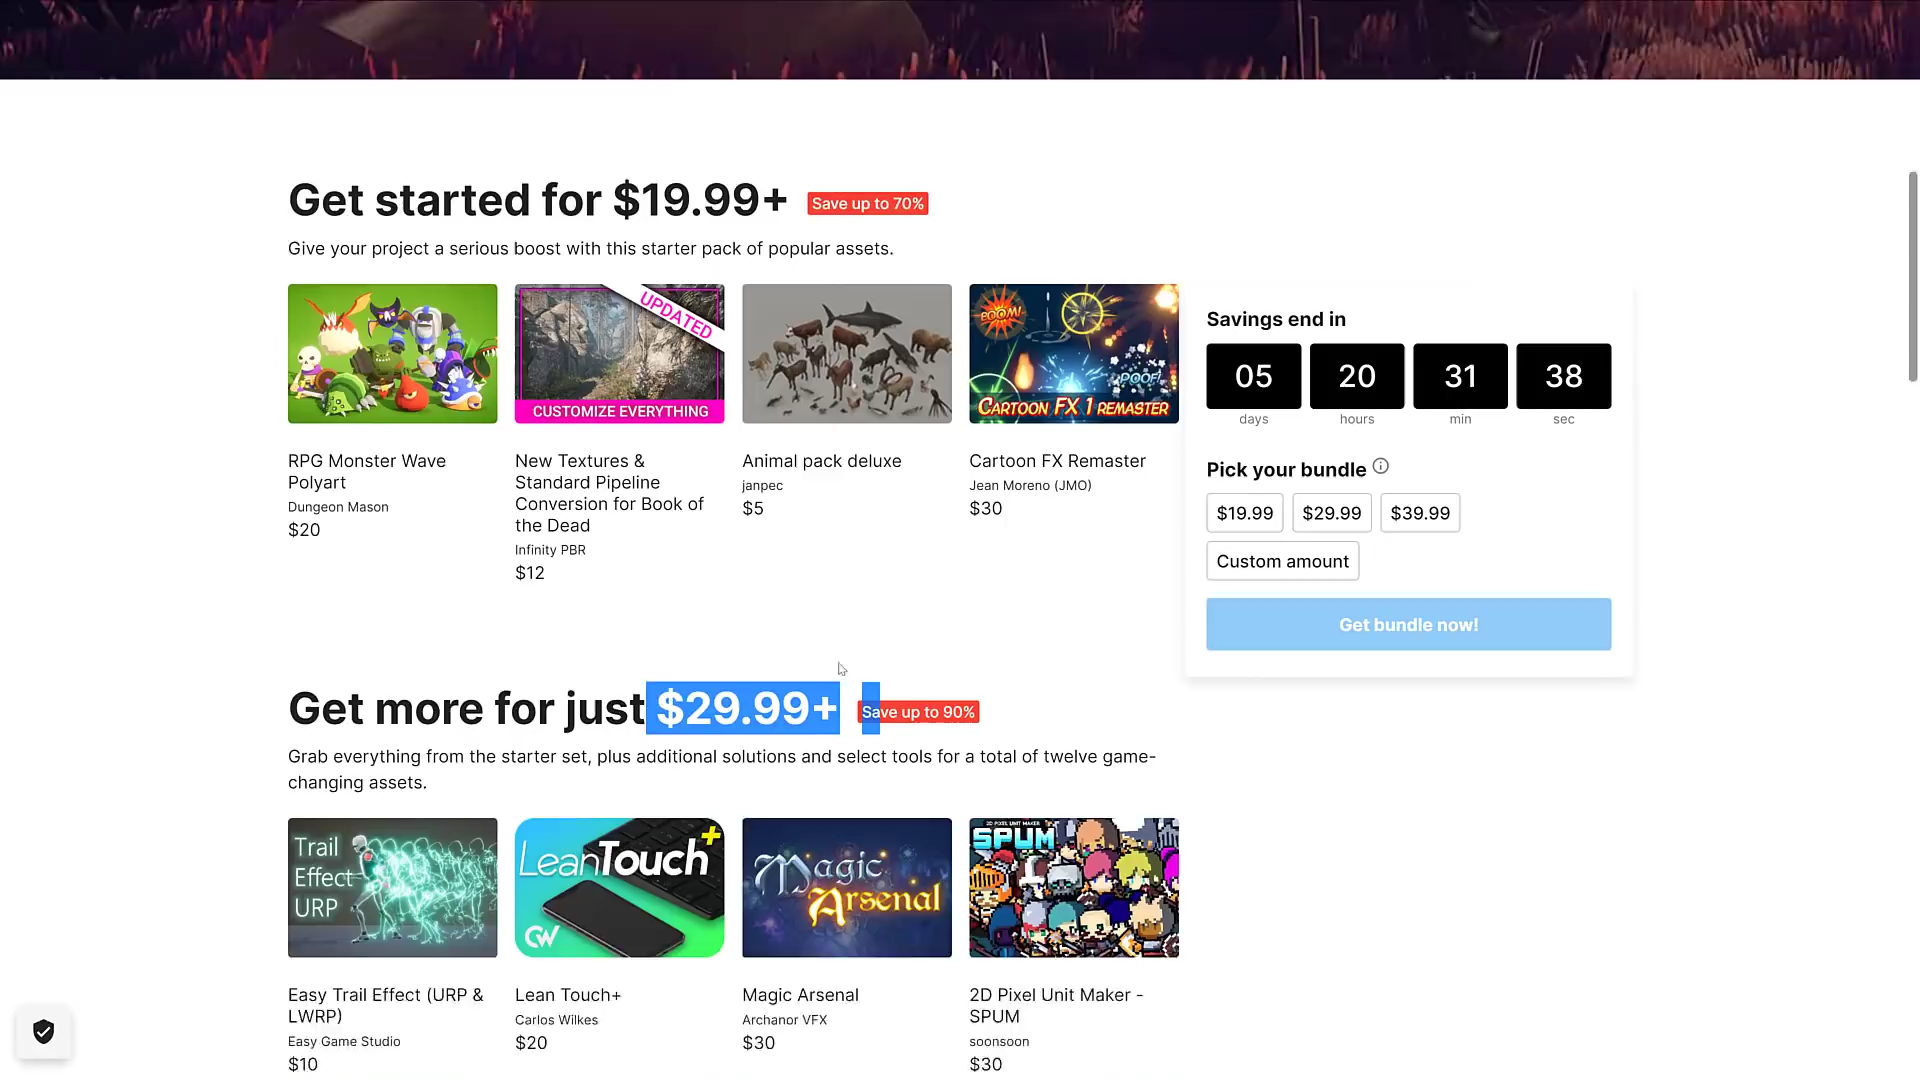 Get started for $19.99+ Save up to 70%
Give your project a serious boost with this starter pack of popular assets.
UPDATED
CUSTOMIZE EVERYTHING
BOOM!
POOF!
CARTOON FX 1 REMASTER
RPG Monster Wave
Polyart
Dungeon Mason
$20
New Textures &
Standard Pipeline
Conversion for Book of
the Dead
Infinity PBR
$12
Animal pack deluxe
janpec
$5
Cartoon FX Remaster
Jean Moreno (JMO)
$30
Savings end in
05 20 31 38
days hours min sec
Pick your bundle
$19.99 $29.99 $39.99
Custom amount
Get bundle now!
Get more for just $29.99+ Save up to 90%
Grab everything from the starter set, plus additional solutions and select tools for a total of twelve game-
changing assets.
Trail
Effect
URP
LeanTouch+
CW
Magic
Arsenal
2D PIXEL UNIT MAKER
SPUM
Easy Trail Effect (URP &
LWRP)
Easy Game Studio
$10
Lean Touch+
Carlos Wilkes
$20
Magic Arsenal
Archanor VFX
$30
2D Pixel Unit Maker -
SPUM
soonsoon
$30